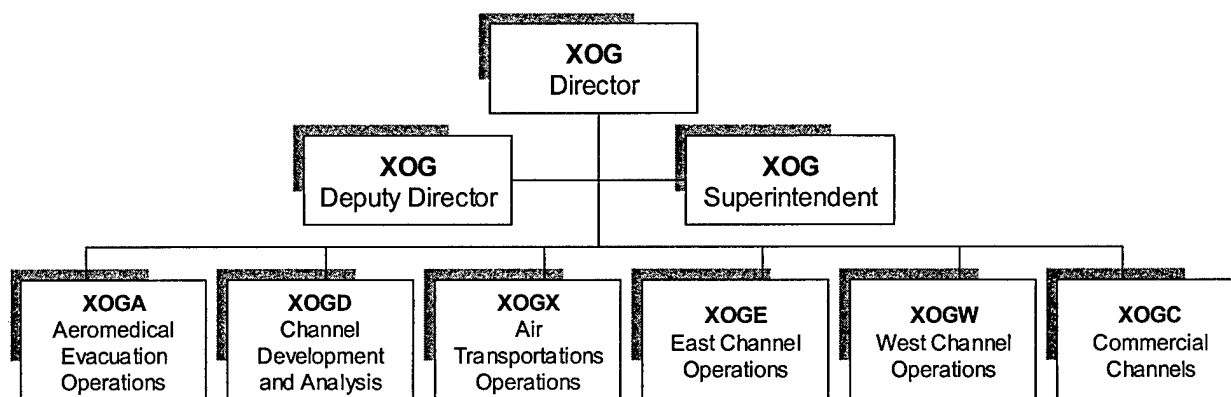 XOG
Director
XOG
Deputy Director
XOG
Superintendent
XOGA
Aeromedical
Evacuation
Operations
XOGD
Channel
Development
and Analysis
XOGX
Air
Transportations
Operations
XOGE
East Channel
Operations
XOGW
West Channel
Operations
XOGC
Commercial
Channels